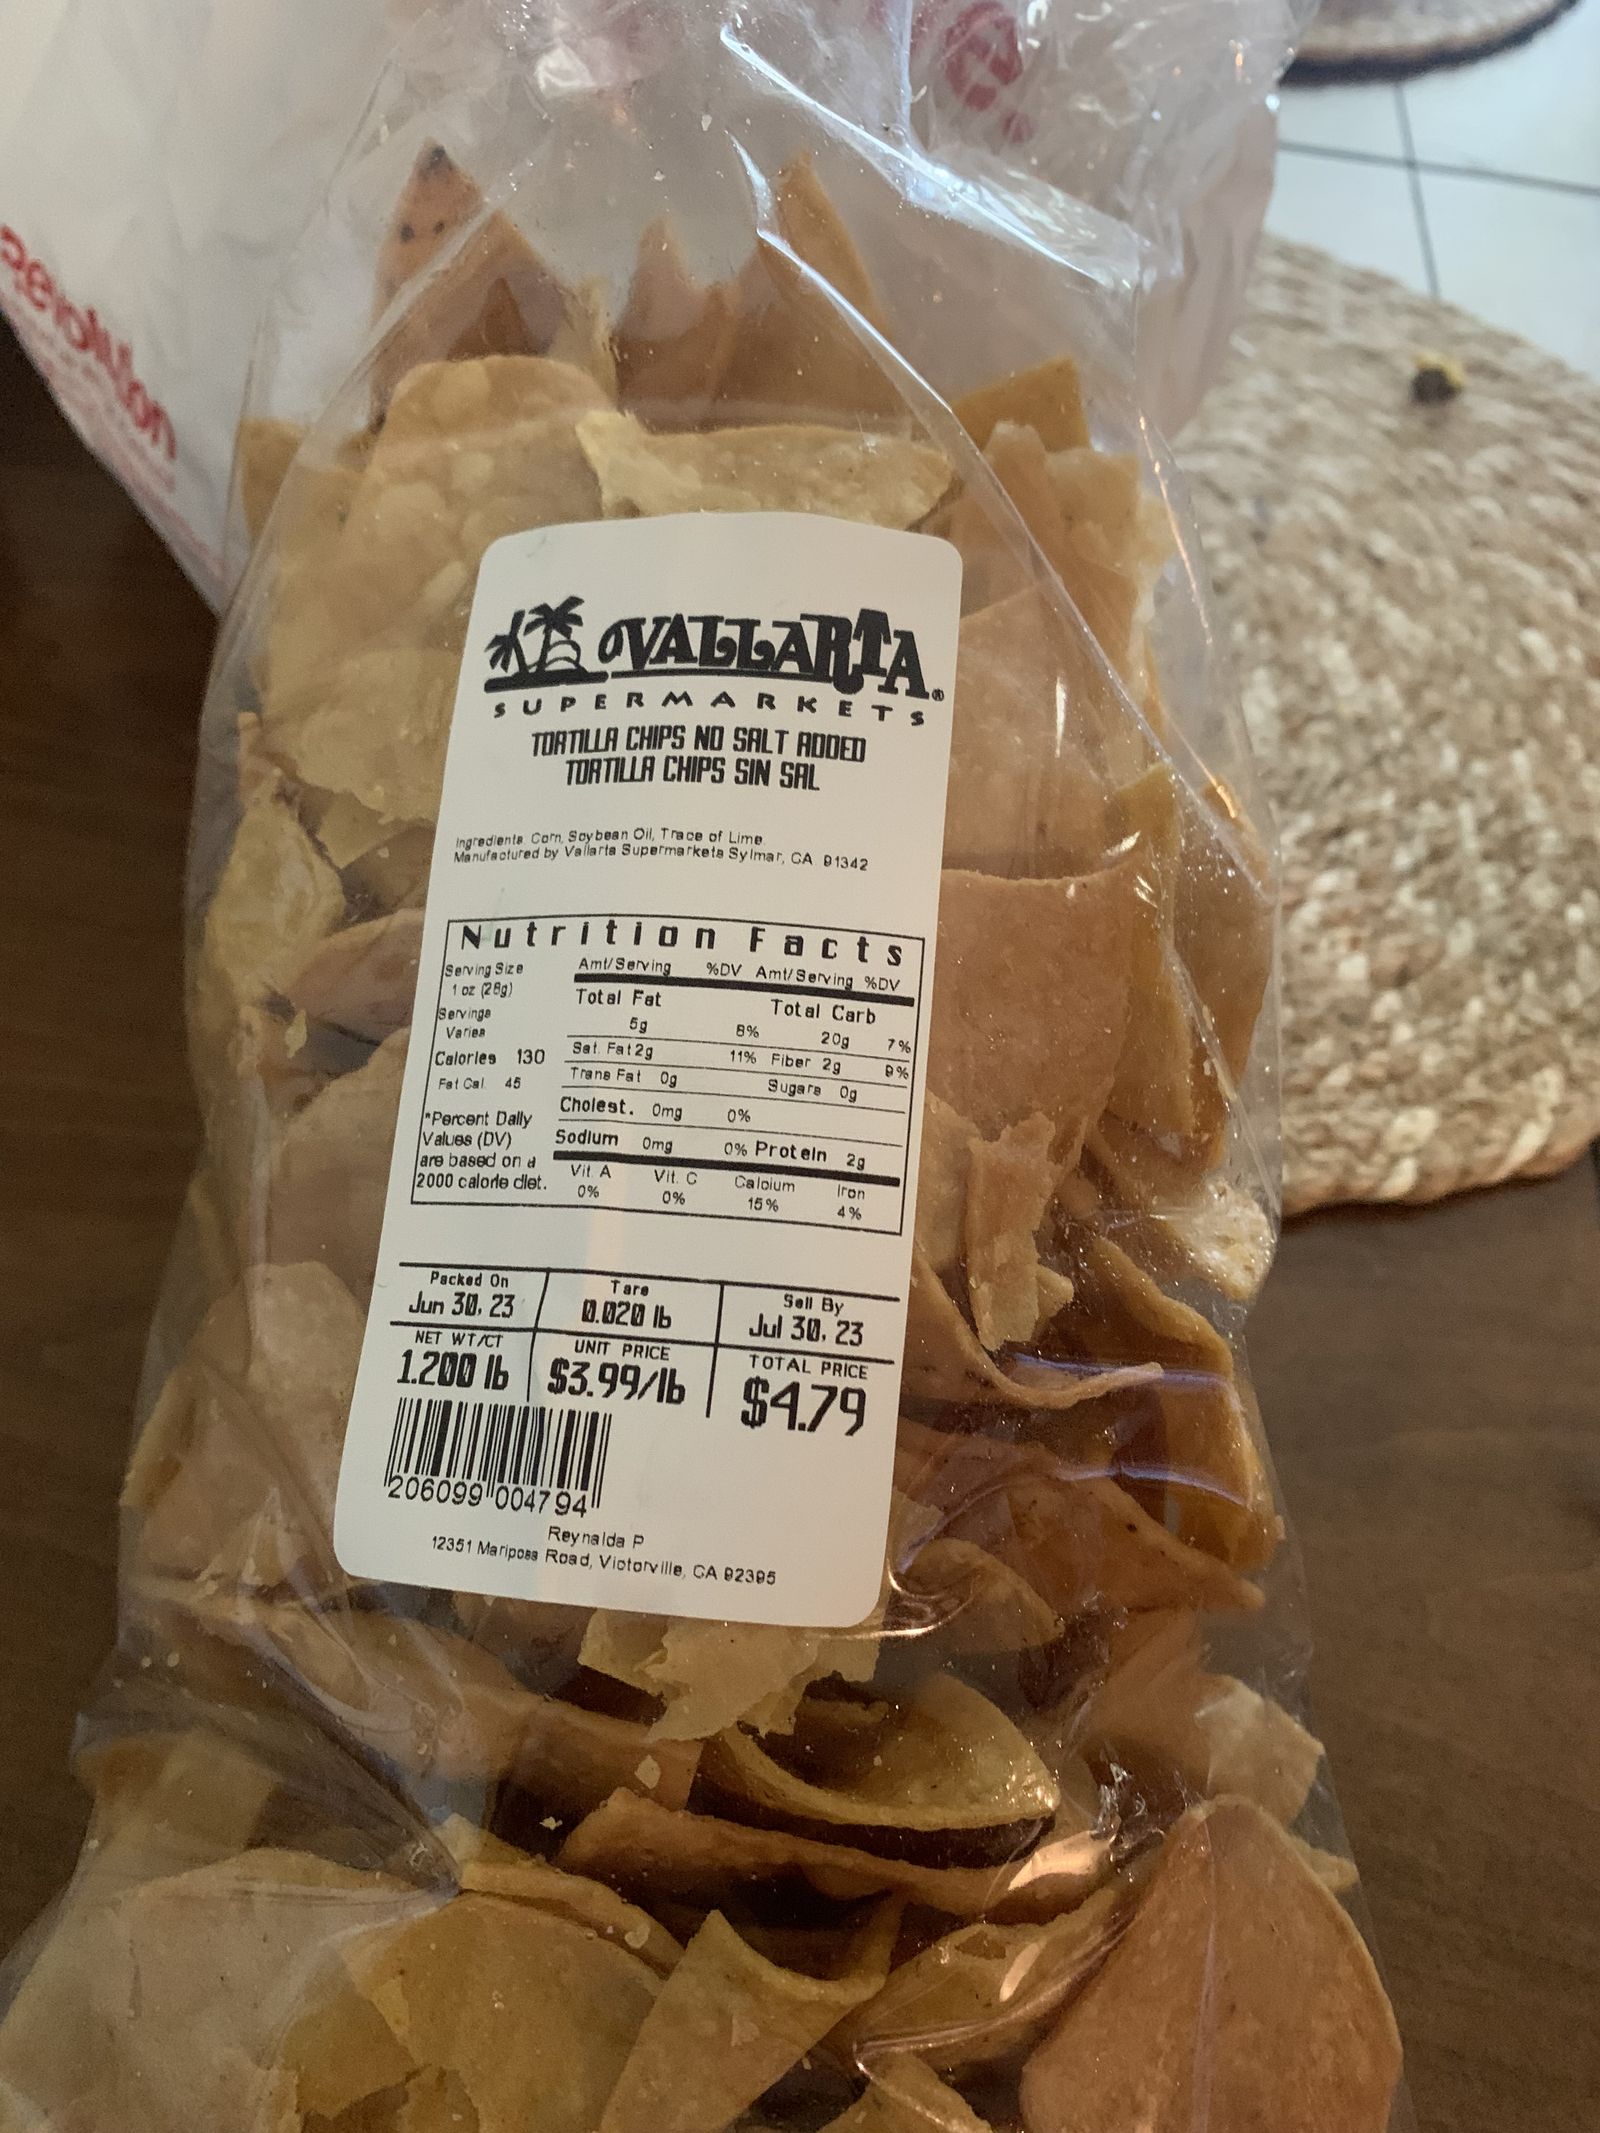 Revolution
VALLARTA®
SUPERMARKETS
TORTILLA CHIPS NO SALT ADDED
TORTILLA CHIPS SIN SAL
Ingredients: Corn, Soybean Oil, Trace of Lime.
Manufactured by Vallarta Supermarkets Sylmar, CA 91342
Nutrition Facts
Serving Size
1 oz (28g)
Servings
Varies
Calories 130
Fat Cal. 45
*Percent Daily
Values (DV)
are based on a
2000 calorie diet.
Amt/Serving %DV Amt/Serving %DV
Total Fat Total Carb
5g 8% 20g 7%
Sat. Fat 2g 11% Fiber 2g 9%
Trans Fat 0g Sugars 0g
Cholest. 0mg 0%
Sodium 0mg 0% Protein 2g
Vit. A Vit. C Calcium Iron
0% 0% 15% 4%
Packed On Tare Sell By
Jun 30, 23 0.020 lb Jul 30, 23
NET WT/CT UNIT PRICE TOTAL PRICE
1.200 lb $3.99/lb $4.79
206099 004794
Reynalda P
12351 Mariposa Road, Victorville, CA 92395